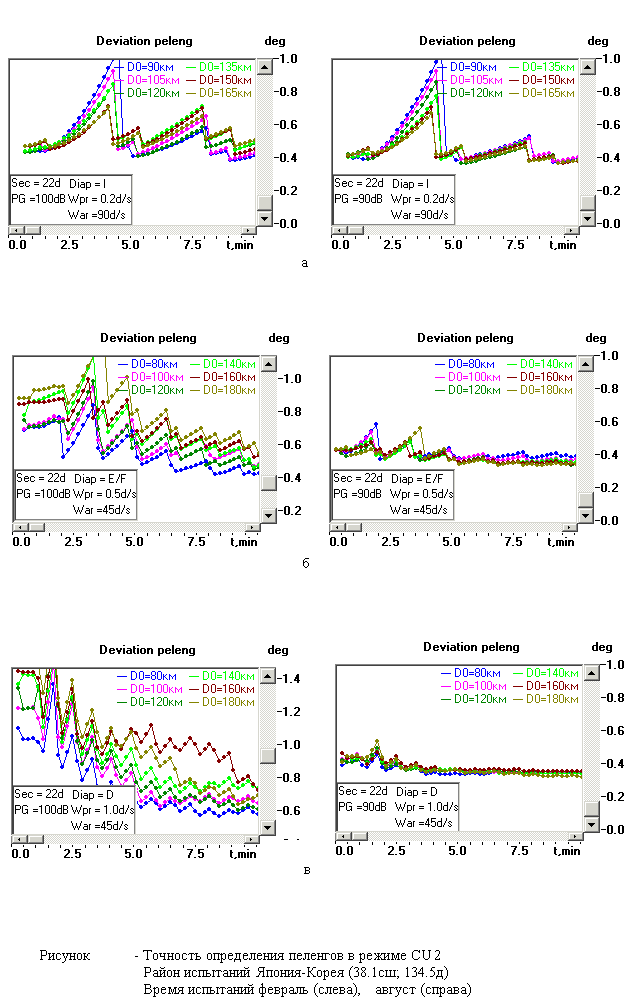 Deviation peleng deg
D0=90км D0=135км
D0=105км D0=150км
D0=120км D0=165км
1.0
0.8
0.6
0.4
0.2
0.0
Sec = 22d Diap = I
PG =100dB Wpr = 0.2d/s
War =90d/s
0.0 2.5 5.0 7.5 t,min
Deviation peleng deg
D0=90км D0=135км
D0=105км D0=150км
D0=120км D0=165км
1.0
0.8
0.6
0.4
0.2
0.0
Sec = 22d Diap = I
PG =90dB Wpr = 0.2d/s
War =90d/s
0.0 2.5 5.0 7.5 t,min
а
Deviation peleng deg
D0=80км D0=140км
D0=100км D0=160км
D0=120км D0=180км
1.0
0.8
0.6
0.4
0.2
Sec = 22d Diap = E/F
PG =100dB Wpr = 0.5d/s
War =45d/s
0.0 2.5 5.0 7.5 t,min
Deviation peleng deg
D0=80км D0=140км
D0=100км D0=160км
D0=120км D0=180км
1.0
0.8
0.6
0.4
0.2
0.0
Sec = 22d Diap = E/F
PG =90dB Wpr = 0.5d/s
War =45d/s
0.0 2.5 5.0 7.5 t,min
б
Deviation peleng deg
D0=80км D0=140км
D0=100км D0=160км
D0=120км D0=180км
1.4
1.2
1.0
0.8
0.6
Sec = 22d Diap = D
PG =100dB Wpr = 1.0d/s
War =45d/s
0.0 2.5 5.0 7.5 t,min
Deviation peleng deg
D0=80км D0=140км
D0=100км D0=160км
D0=120км D0=180км
1.0
0.8
0.6
0.4
0.2
0.0
Sec = 22d Diap = D
PG =90dB Wpr = 1.0d/s
War =45d/s
0.0 2.5 5.0 7.5 t,min
в
Рисунок - Точность определения пеленгов в режиме CU 2
Район испытаний Япония-Корея (38.1сш; 134.5д)
Время испытаний февраль (слева), август (справа)